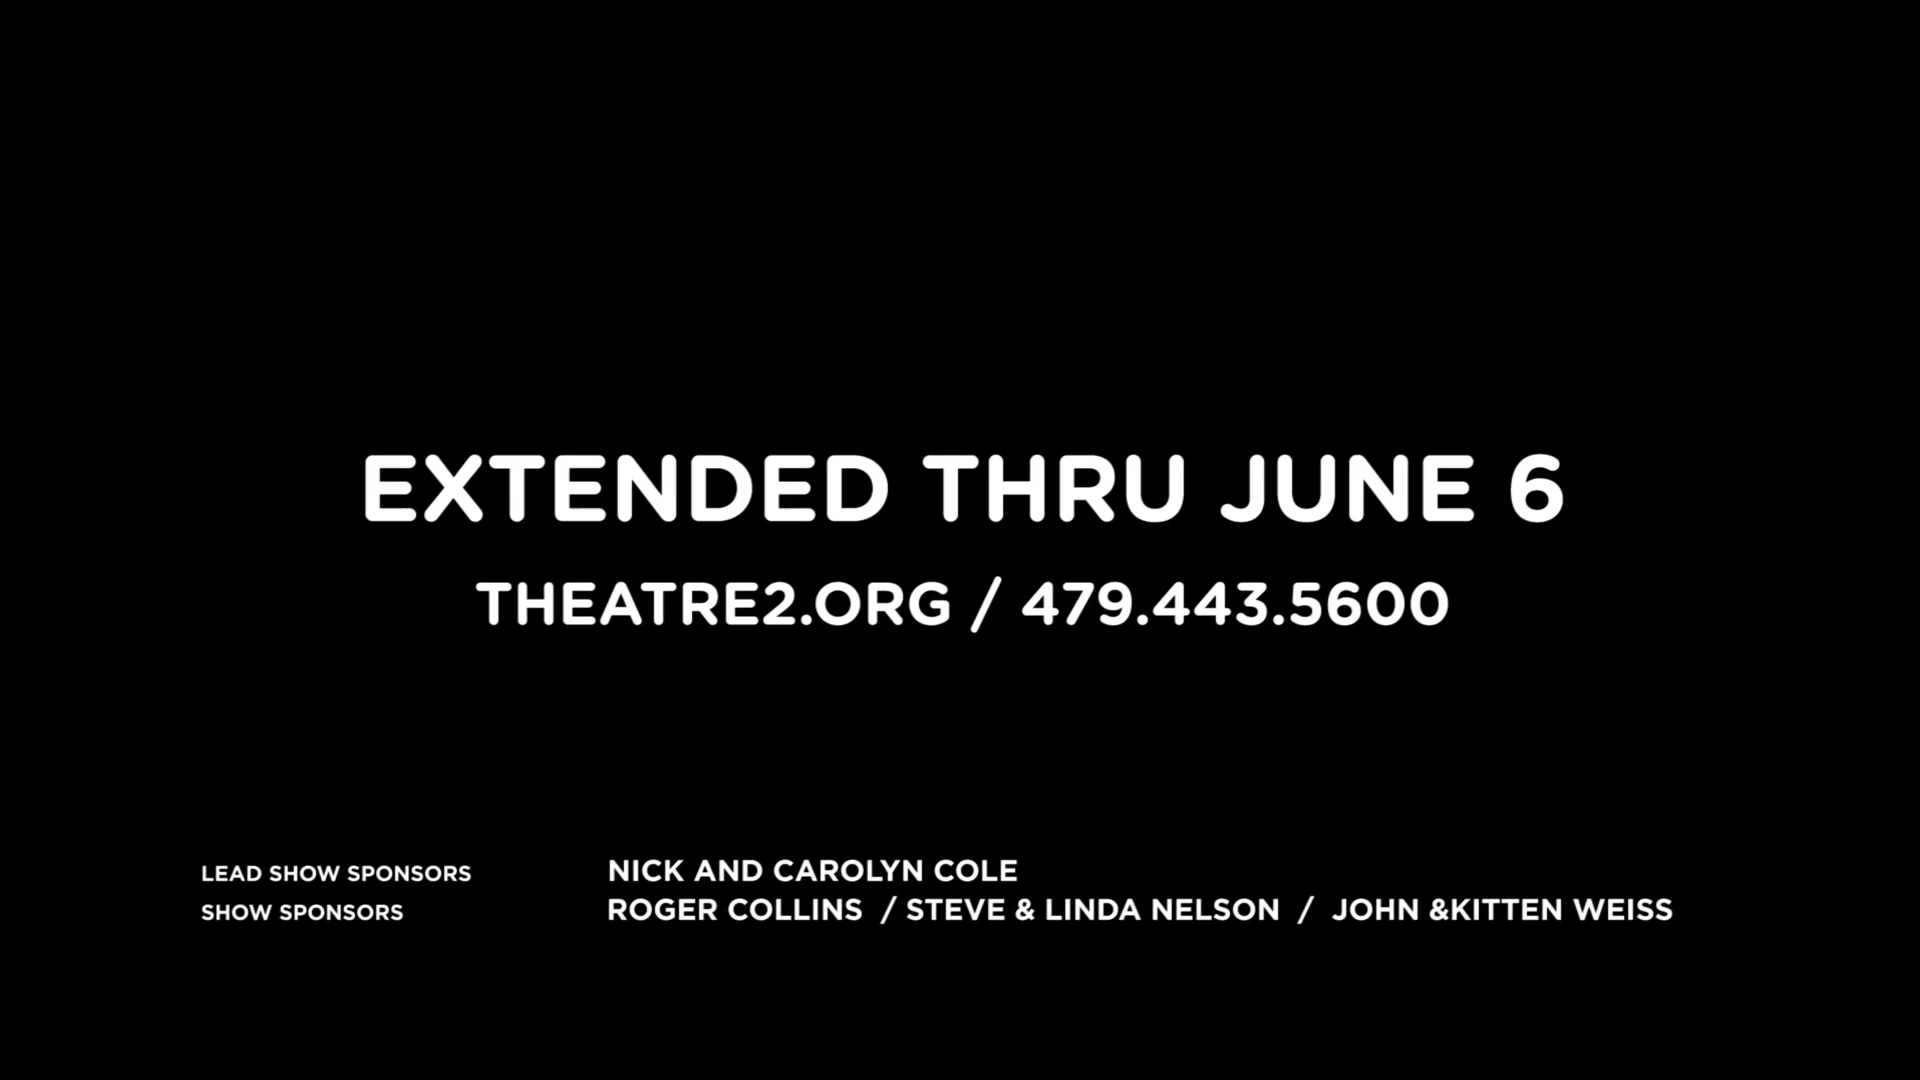 EXTENDED THRU JUNE 6
THEATRE2.ORG / 479.443.5600
LEAD SHOW SPONSORS NICK AND CAROLYN COLE
SHOW SPONSORS ROGER COLLINS / STEVE & LINDA NELSON / JOHN &KITTEN WEISS